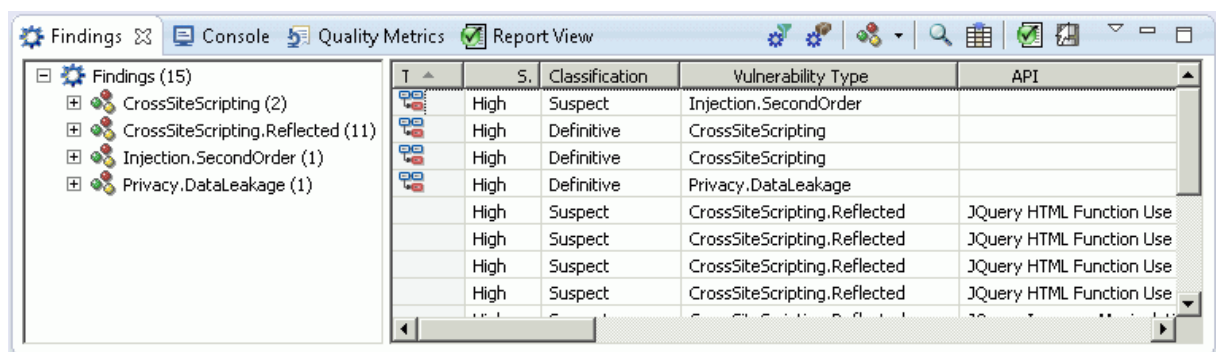 Findings Console Quality Metrics Report View
Findings (15)
CrossSiteScripting (2)
CrossSiteScripting.Reflected (11)
Injection.SecondOrder (1)
Privacy.DataLeakage (1)
T S. Classification Vulnerability Type API
High Suspect Injection.SecondOrder
High Definitive CrossSiteScripting
High Definitive CrossSiteScripting
High Definitive Privacy.DataLeakage
High Suspect CrossSiteScripting.Reflected JQuery HTML Function Use
High Suspect CrossSiteScripting.Reflected JQuery HTML Function Use
High Suspect CrossSiteScripting.Reflected JQuery HTML Function Use
High Suspect CrossSiteScripting.Reflected JQuery HTML Function Use